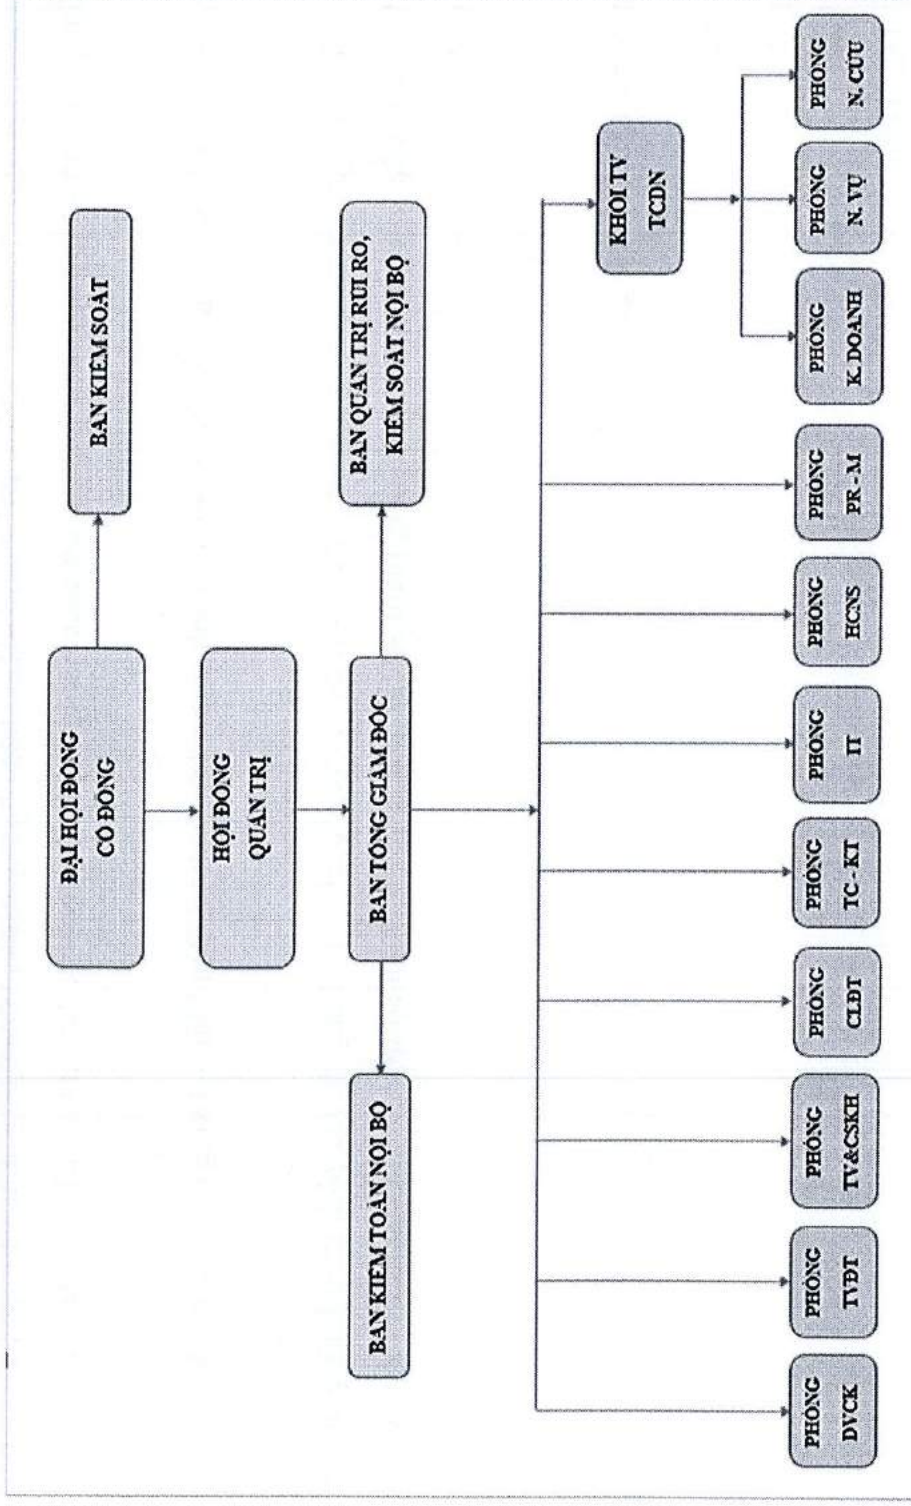 ĐẠI HỘI ĐỒNG
CỔ ĐÔNG
BAN KIỂM SOÁT
HỘI ĐỒNG
QUẢN TRỊ
BAN KIỂM TOÁN NỘI BỘ
BAN TỔNG GIÁM ĐỐC
BAN QUẢN TRỊ RỦI RO,
KIỂM SOÁT NỘI BỘ
KHỐI TV
TCDN
PHÒNG
DVCK
PHÒNG
TVĐT
PHÒNG
TV&CSKH
PHÒNG
CLĐT
PHÒNG
TC - KT
PHÒNG
IT
PHÒNG
HCNS
PHÒNG
PR - M
PHÒNG
K. DOANH
PHÒNG
N. VỤ
PHÒNG
N. CỨU